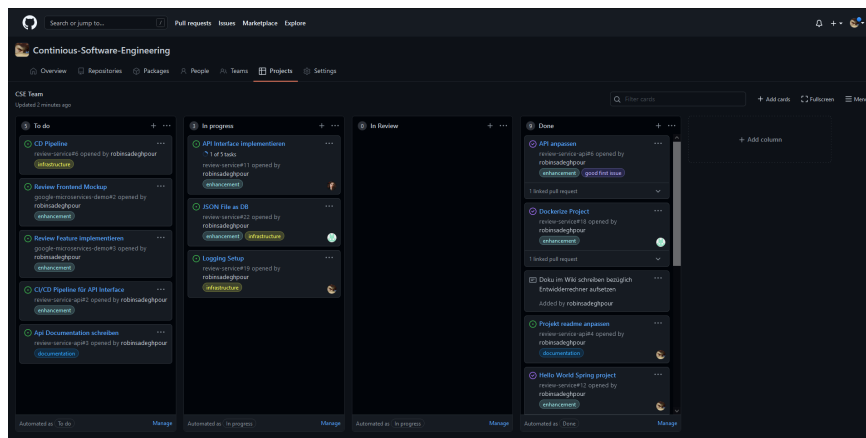 Search or jump to...
/
Pull requests Issues Marketplace Explore
Continious-Software-Engineering
Overview Repositories Packages People Teams Projects Settings
CSE Team
Updated 2 minutes ago
Filter cards
+ Add cards Fullscreen Menu
5 To do
CD Pipeline
review-service#6 opened by
robinsadeghpour
infrastructure
Review Frontend Mockup
google-microservices-demo#2 opened by
robinsadeghpour
enhancement
Review Feature implementieren
google-microservices-demo#3 opened by
robinsadeghpour
enhancement
CI/CD Pipeline für API Interface
review-service-api#2 opened by robinsadeghpour
enhancement
Api Documentation schreiben
review-service-api#3 opened by robinsadeghpour
documentation
Automated as To do Manage
3 In progress
API Interface implementieren
1 of 5 tasks
review-service#11 opened by
robinsadeghpour
enhancement
JSON File as DB
review-service#22 opened by
robinsadeghpour
enhancement infrastructure
Logging Setup
review-service#19 opened by
robinsadeghpour
infrastructure
Automated as In progress Manage
0 In Review
Automated as In progress Manage
Done
API anpassen
review-service-api#6 opened by
robinsadeghpour
enhancement good first issue
1 linked pull request
Dockerize Project
review-service#18 opened by
robinsadeghpour
enhancement
1 linked pull request
Doku im Wiki schreiben bezüglich
Entwicklerrechner aufsetzen
Added by robinsadeghpour
Projekt readme anpassen
review-service-api#4 opened by
robinsadeghpour
documentation
Hello World Spring project
review-service#12 opened by
robinsadeghpour
enhancement
Automated as Done Manage
+ Add column